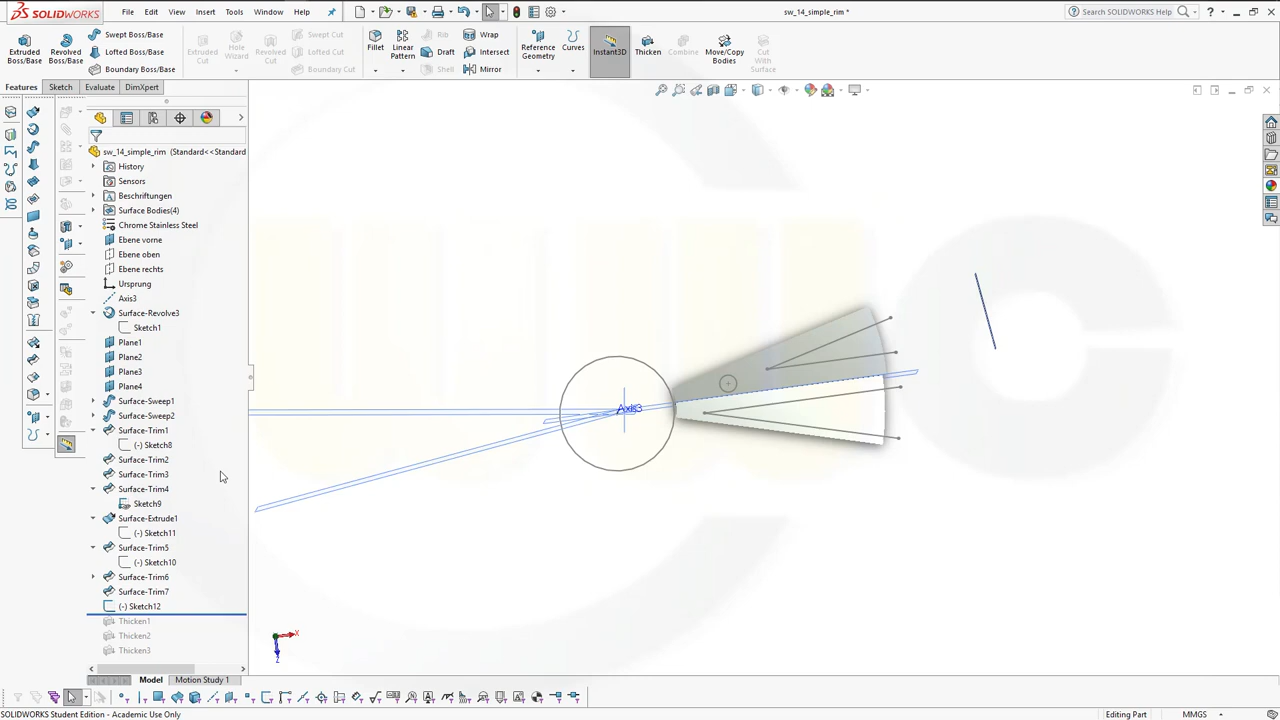 SOLIDWORKS
File Edit View Insert Tools Window Help
sw_14_simple_rim *
Search SOLIDWORKS Help
Extruded Boss/Base
Revolved Boss/Base
Swept Boss/Base
Lofted Boss/Base
Boundary Boss/Base
Extruded Cut
Hole Wizard
Revolved Cut
Swept Cut
Lofted Cut
Boundary Cut
Fillet
Linear Pattern
Rib
Draft
Shell
Wrap
Intersect
Mirror
Reference Geometry
Curves
Instant3D
Thicken
Combine
Move/Copy Bodies
Cut With Surface
Features Sketch Evaluate DimXpert
sw_14_simple_rim (Standard<<Standard
History
Sensors
Beschriftungen
Surface Bodies(4)
Chrome Stainless Steel
Ebene vorne
Ebene oben
Ebene rechts
Ursprung
Axis3
Surface-Revolve3
Sketch1
Plane1
Plane2
Plane3
Plane4
Surface-Sweep1
Surface-Sweep2
Surface-Trim1
(-) Sketch8
Surface-Trim2
Surface-Trim3
Surface-Trim4
Sketch9
Surface-Extrude1
(-) Sketch11
Surface-Trim5
(-) Sketch10
Surface-Trim6
Surface-Trim7
(-) Sketch12
Thicken1
Thicken2
Thicken3
Axis3
X
Z
Model Motion Study 1
SOLIDWORKS Student Edition - Academic Use Only
Editing Part
MMGS